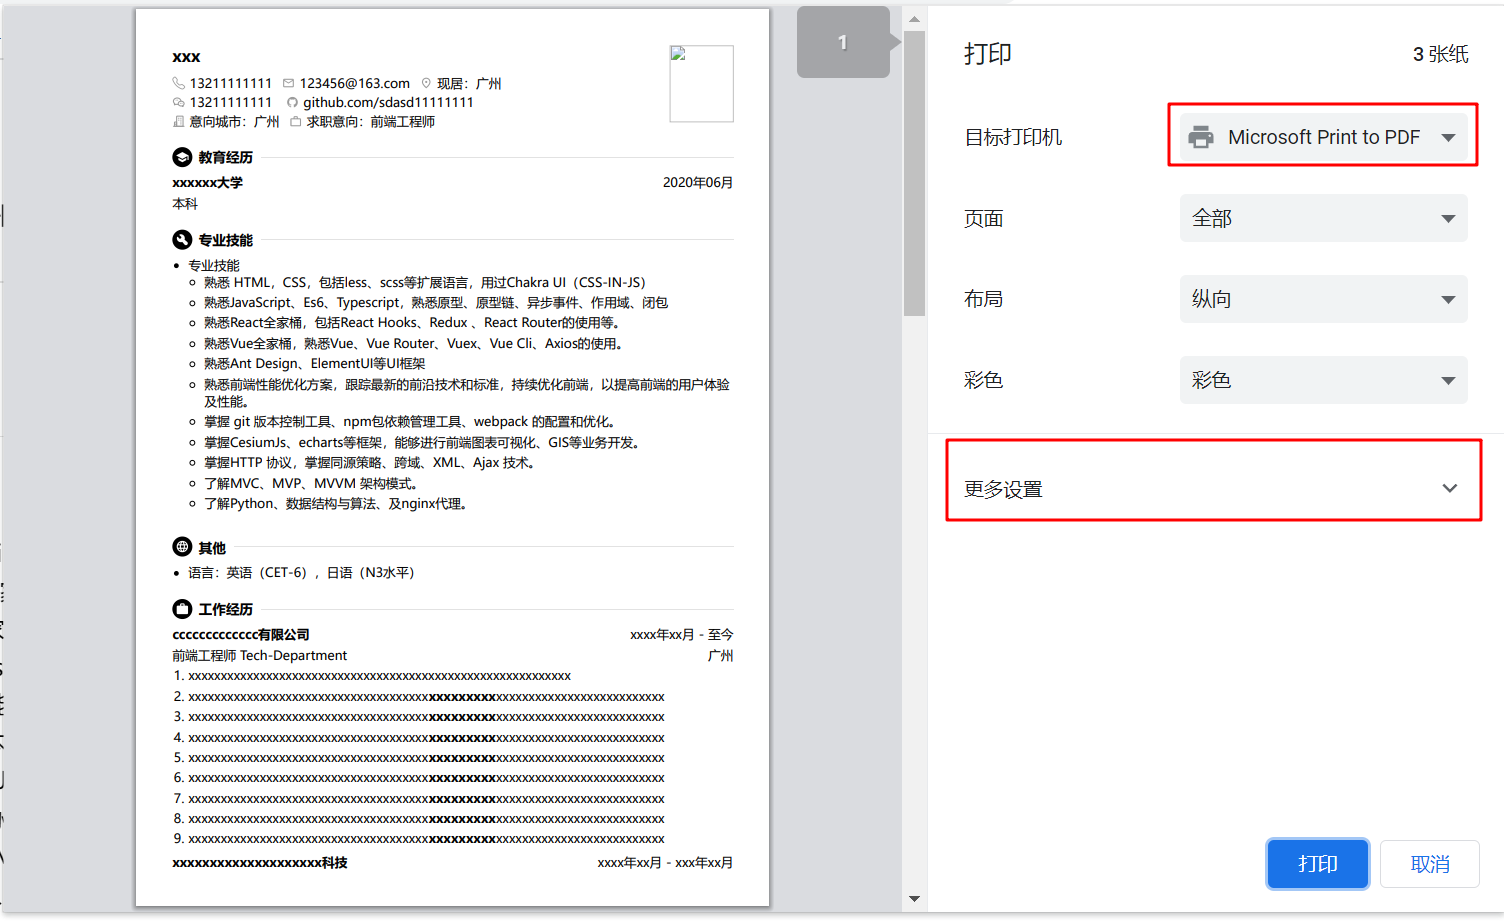 xxx
13211111111 123456@163.com 现居：广州
13211111111 github.com/sdasd11111111
意向城市：广州 求职意向：前端工程师
教育经历
xxxxxx大学 2020年06月
本科
专业技能
• 专业技能
熟悉 HTML，CSS，包括less、scss等扩展语言，用过Chakra UI（CSS-IN-JS）
熟悉JavaScript、Es6、Typescript，熟悉原型、原型链、异步事件、作用域、闭包
熟悉React全家桶，包括React Hooks、Redux 、React Router的使用等。
熟悉Vue全家桶，熟悉Vue、Vue Router、Vuex、Vue Cli、Axios的使用。
熟悉Ant Design、ElementUI等UI框架
熟悉前端性能优化方案，跟踪最新的前沿技术和标准，持续优化前端，以提高前端的用户体验
及性能。
掌握 git 版本控制工具、npm包依赖管理工具、webpack 的配置和优化。
掌握CesiumJs、echarts等框架，能够进行前端图表可视化、GIS等业务开发。
掌握HTTP 协议，掌握同源策略、跨域、XML、Ajax 技术。
了解MVC、MVP、MVVM 架构模式。
了解Python、数据结构与算法、及nginx代理。
其他
• 语言：英语（CET-6），日语（N3水平）
工作经历
ccccccccccccc有限公司 xxxx年xx月 - 至今
前端工程师 Tech-Department 广州
1. xxxxxxxxxxxxxxxxxxxxxxxxxxxxxxxxxxxxxxxxxxxxxxxxxxxxxxxxx
2. xxxxxxxxxxxxxxxxxxxxxxxxxxxxxxxxxxxxxxxxxxxxxxxxxxxxxxxxxxxxxxxxxxxxxx
3. xxxxxxxxxxxxxxxxxxxxxxxxxxxxxxxxxxxxxxxxxxxxxxxxxxxxxxxxxxxxxxxxxxxxxx
4. xxxxxxxxxxxxxxxxxxxxxxxxxxxxxxxxxxxxxxxxxxxxxxxxxxxxxxxxxxxxxxxxxxxxxx
5. xxxxxxxxxxxxxxxxxxxxxxxxxxxxxxxxxxxxxxxxxxxxxxxxxxxxxxxxxxxxxxxxxxxxxx
6. xxxxxxxxxxxxxxxxxxxxxxxxxxxxxxxxxxxxxxxxxxxxxxxxxxxxxxxxxxxxxxxxxxxxxx
7. xxxxxxxxxxxxxxxxxxxxxxxxxxxxxxxxxxxxxxxxxxxxxxxxxxxxxxxxxxxxxxxxxxxxxx
8. xxxxxxxxxxxxxxxxxxxxxxxxxxxxxxxxxxxxxxxxxxxxxxxxxxxxxxxxxxxxxxxxxxxxxx
9. xxxxxxxxxxxxxxxxxxxxxxxxxxxxxxxxxxxxxxxxxxxxxxxxxxxxxxxxxxxxxxxxxxxxxx
xxxxxxxxxxxxxxxxxxxx科技 xxxx年xx月 - xxx年xx月
1
打印 3 张纸
目标打印机 Microsoft Print to PDF
页面 全部
布局 纵向
彩色 彩色
更多设置
打印 取消